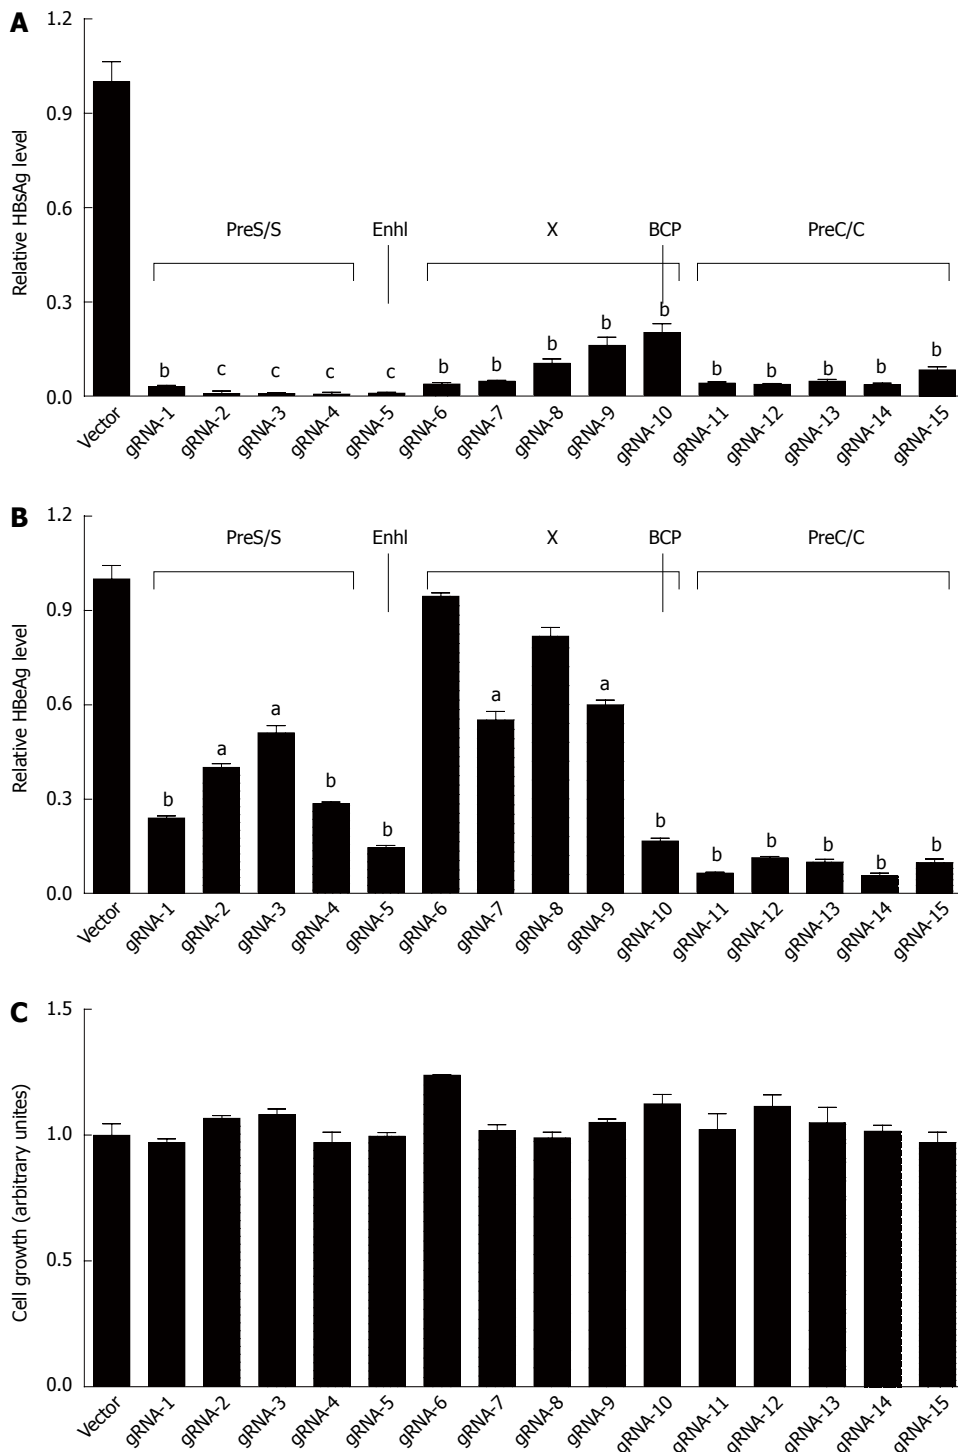 A
1.2
0.9
0.6
0.3
0.0
Relative HBsAg level
PreS/S
EnhI
X
BCP
PreC/C
b
c
c
c
c
b
b
b
b
b
b
b
b
b
b
Vector
gRNA-1
gRNA-2
gRNA-3
gRNA-4
gRNA-5
gRNA-6
gRNA-7
gRNA-8
gRNA-9
gRNA-10
gRNA-11
gRNA-12
gRNA-13
gRNA-14
gRNA-15
B
1.2
0.9
0.6
0.3
0.0
Relative HBeAg level
PreS/S
EnhI
X
BCP
PreC/C
b
a
a
b
b
a
a
b
b
b
b
b
b
Vector
gRNA-1
gRNA-2
gRNA-3
gRNA-4
gRNA-5
gRNA-6
gRNA-7
gRNA-8
gRNA-9
gRNA-10
gRNA-11
gRNA-12
gRNA-13
gRNA-14
gRNA-15
C
1.5
1.0
0.5
0.0
Cell growth (arbitrary unites)
Vector
gRNA-1
gRNA-2
gRNA-3
gRNA-4
gRNA-5
gRNA-6
gRNA-7
gRNA-8
gRNA-9
gRNA-10
gRNA-11
gRNA-12
gRNA-13
gRNA-14
gRNA-15